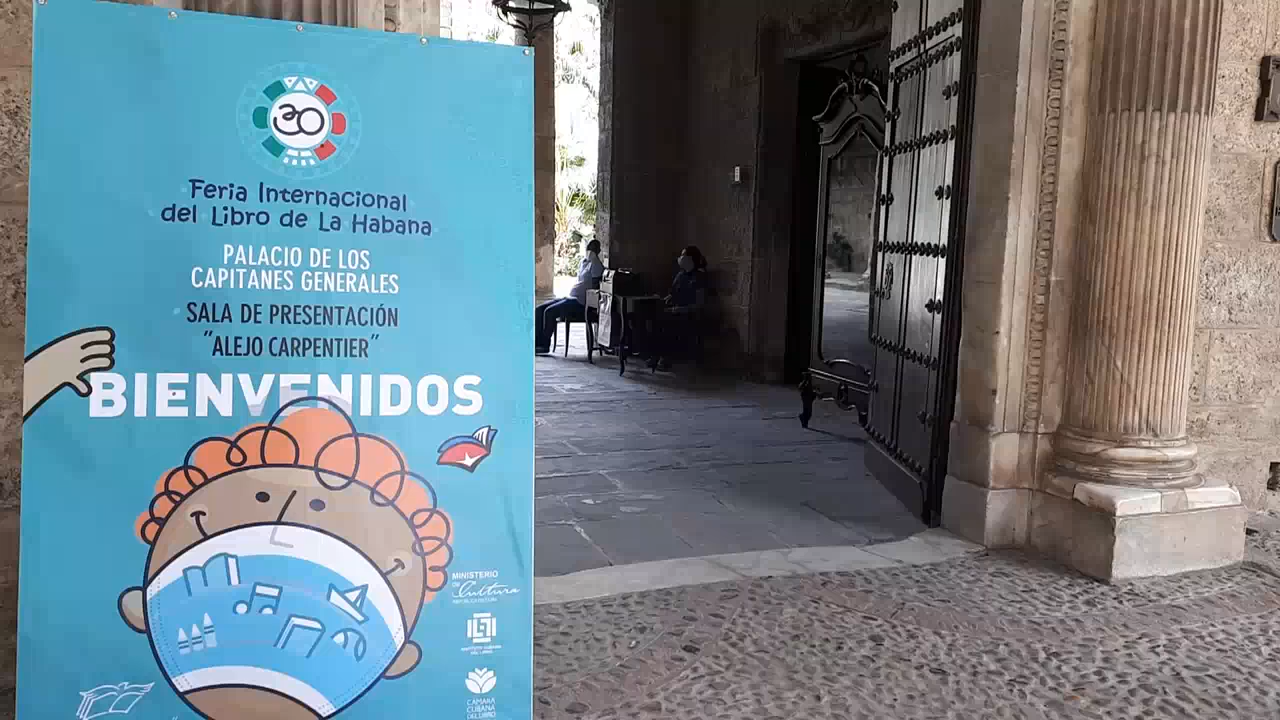 30
Feria Internacional
del Libro de La Habana
PALACIO DE LOS
CAPITANES GENERALES
SALA DE PRESENTACIÓN
"ALEJO CARPENTIER"
BIENVENIDOS
MINISTERIO
DE Cultura
CÁMARA
CUBANA
DEL LIBRO